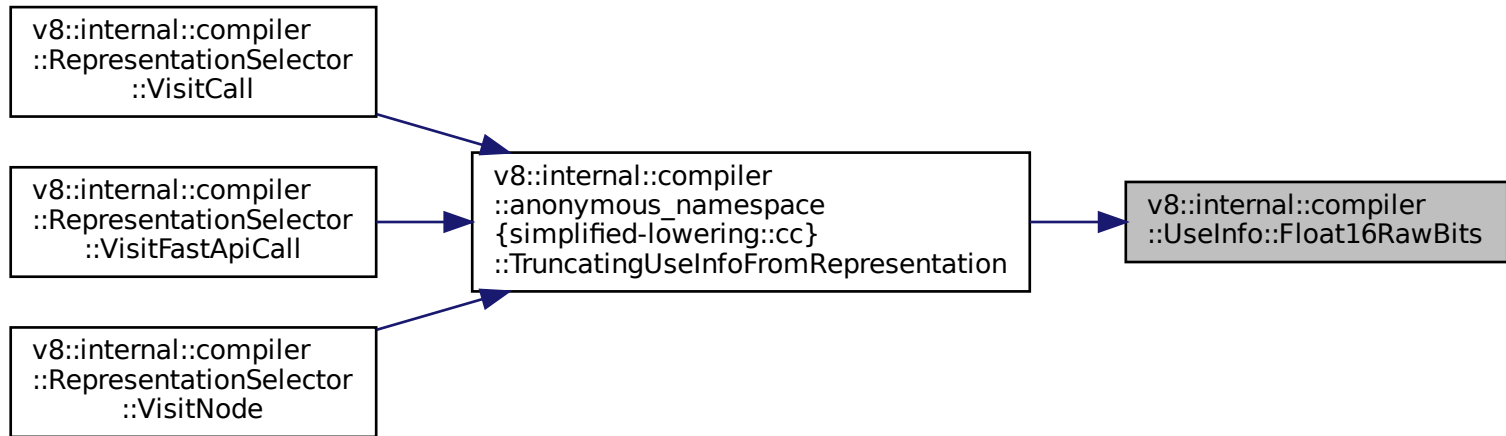 v8::internal::compiler
::RepresentationSelector
::VisitCall
v8::internal::compiler
::RepresentationSelector
::VisitFastApiCall
v8::internal::compiler
::RepresentationSelector
::VisitNode
v8::internal::compiler
::anonymous_namespace
{simplified-lowering::cc}
::TruncatingUseInfoFromRepresentation
v8::internal::compiler
::UseInfo::Float16RawBits